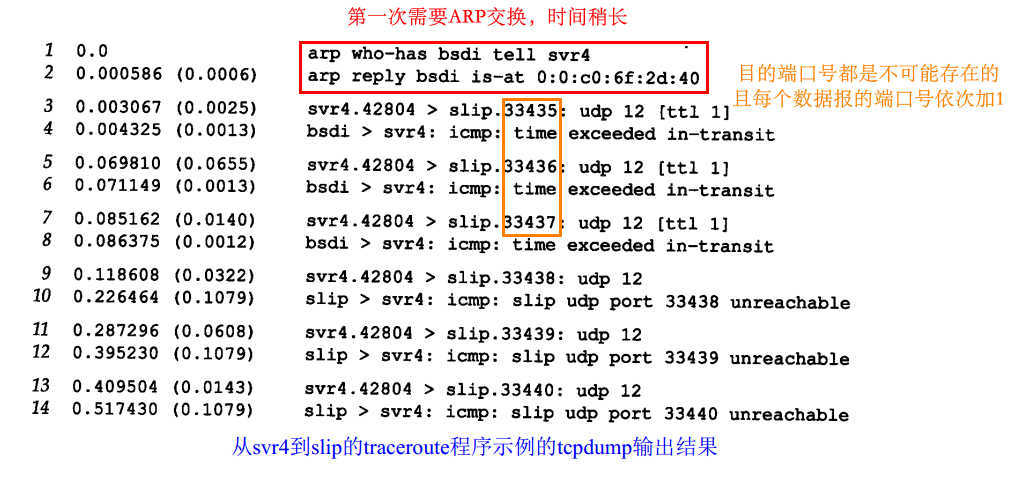 第一次需要ARP交换，时间稍长
1 0.0 arp who-has bsdi tell svr4
2 0.000586 (0.0006) arp reply bsdi is-at 0:0:c0:6f:2d:40
目的端口号都是不可能存在的
且每个数据报的端口号依次加1
3 0.003067 (0.0025) svr4.42804 > slip.33435: udp 12 [ttl 1]
4 0.004325 (0.0013) bsdi > svr4: icmp: time exceeded in-transit
5 0.069810 (0.0655) svr4.42804 > slip.33436: udp 12 [ttl 1]
6 0.071149 (0.0013) bsdi > svr4: icmp: time exceeded in-transit
7 0.085162 (0.0140) svr4.42804 > slip.33437: udp 12 [ttl 1]
8 0.086375 (0.0012) bsdi > svr4: icmp: time exceeded in-transit
9 0.118608 (0.0322) svr4.42804 > slip.33438: udp 12
10 0.226464 (0.1079) slip > svr4: icmp: slip udp port 33438 unreachable
11 0.287296 (0.0608) svr4.42804 > slip.33439: udp 12
12 0.395230 (0.1079) slip > svr4: icmp: slip udp port 33439 unreachable
13 0.409504 (0.0143) svr4.42804 > slip.33440: udp 12
14 0.517430 (0.1079) slip > svr4: icmp: slip udp port 33440 unreachable
从svr4到slip的traceroute程序示例的tcpdump输出结果